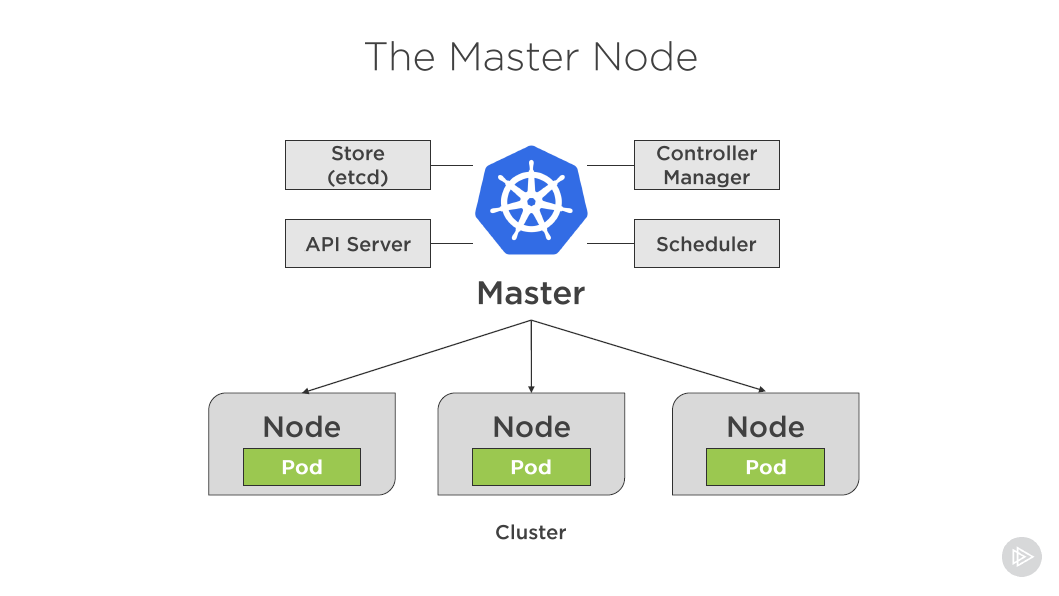 The Master Node
Store
(etcd)
Controller
Manager
API Server
Scheduler
Master
Node
Node
Node
Pod
Pod
Pod
Cluster